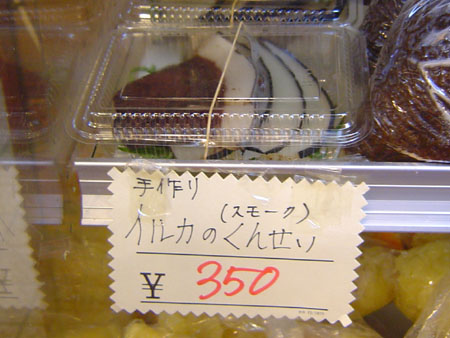 手作り
(スモーク)
イルカのくんせい
¥ 350